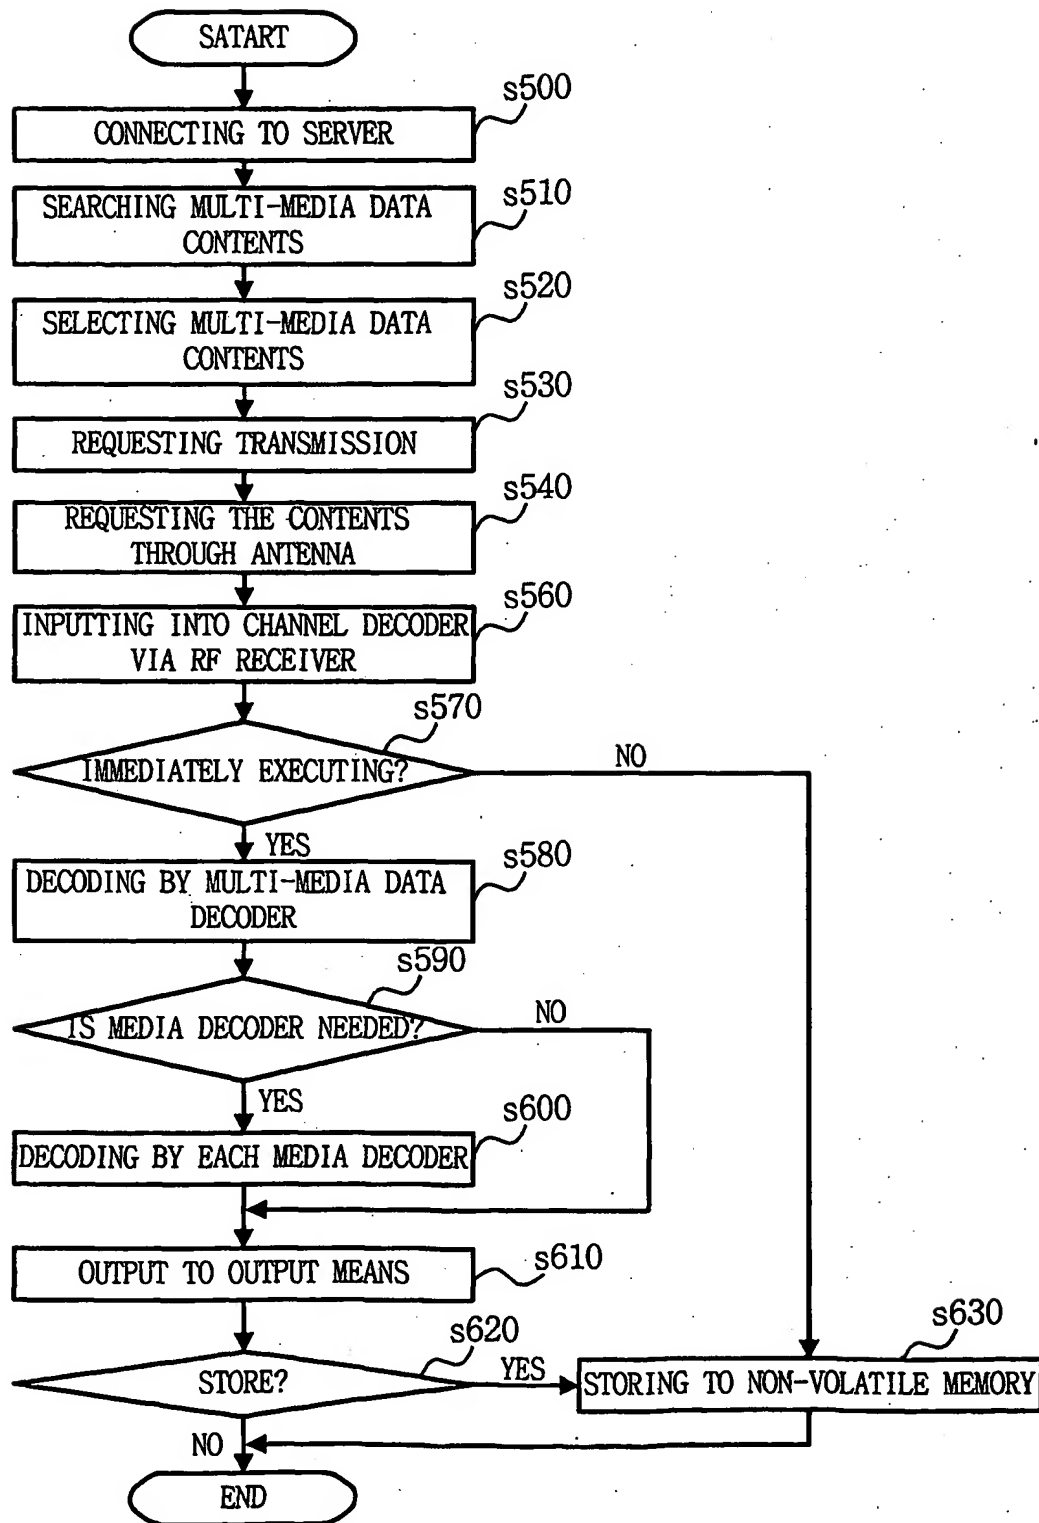 SATART
s500
CONNECTING TO SERVER
s510
SEARCHING MULTI-MEDIA DATA
CONTENTS
s520
SELECTING MULTI-MEDIA DATA
CONTENTS
s530
REQUESTING TRANSMISSION
s540
REQUESTING THE CONTENTS
THROUGH ANTENNA
s560
INPUTTING INTO CHANNEL DECODER
VIA RF RECEIVER
s570
IMMEDIATELY EXECUTING?
NO
YES
s580
DECODING BY MULTI-MEDIA DATA
DECODER
s590
IS MEDIA DECODER NEEDED?
NO
YES
s600
DECODING BY EACH MEDIA DECODER
s610
OUTPUT TO OUTPUT MEANS
s620
STORE?
YES
s630
STORING TO NON-VOLATILE MEMORY
NO
END